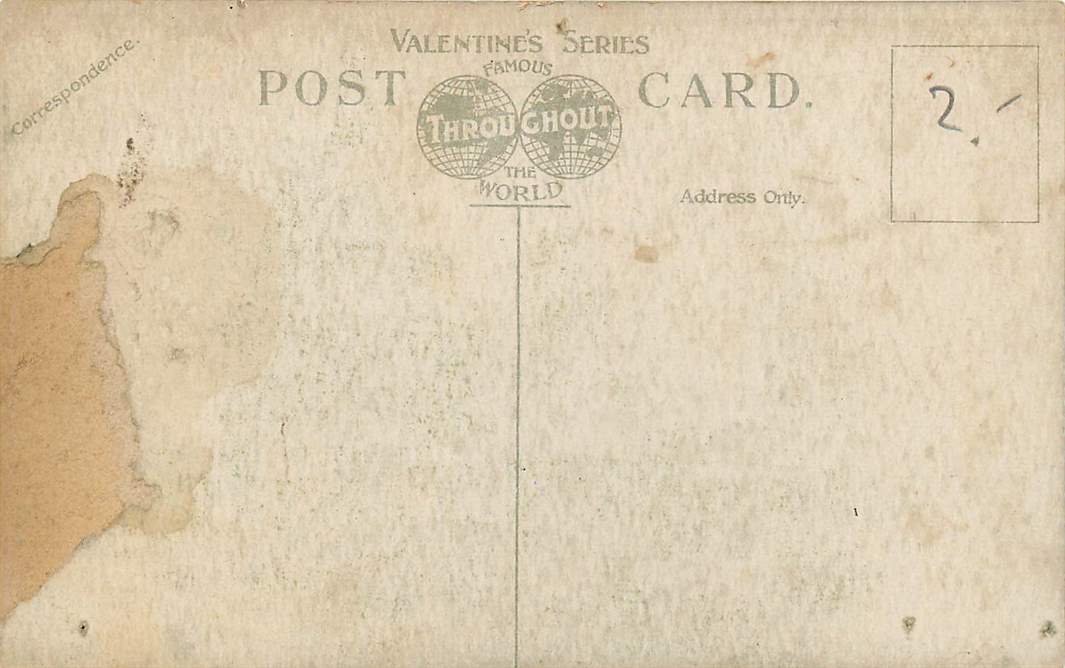 Correspondence.
VALENTINE'S SERIES
FAMOUS
POST CARD.
THROUGHOUT
THE
WORLD
Address Only.
2.-